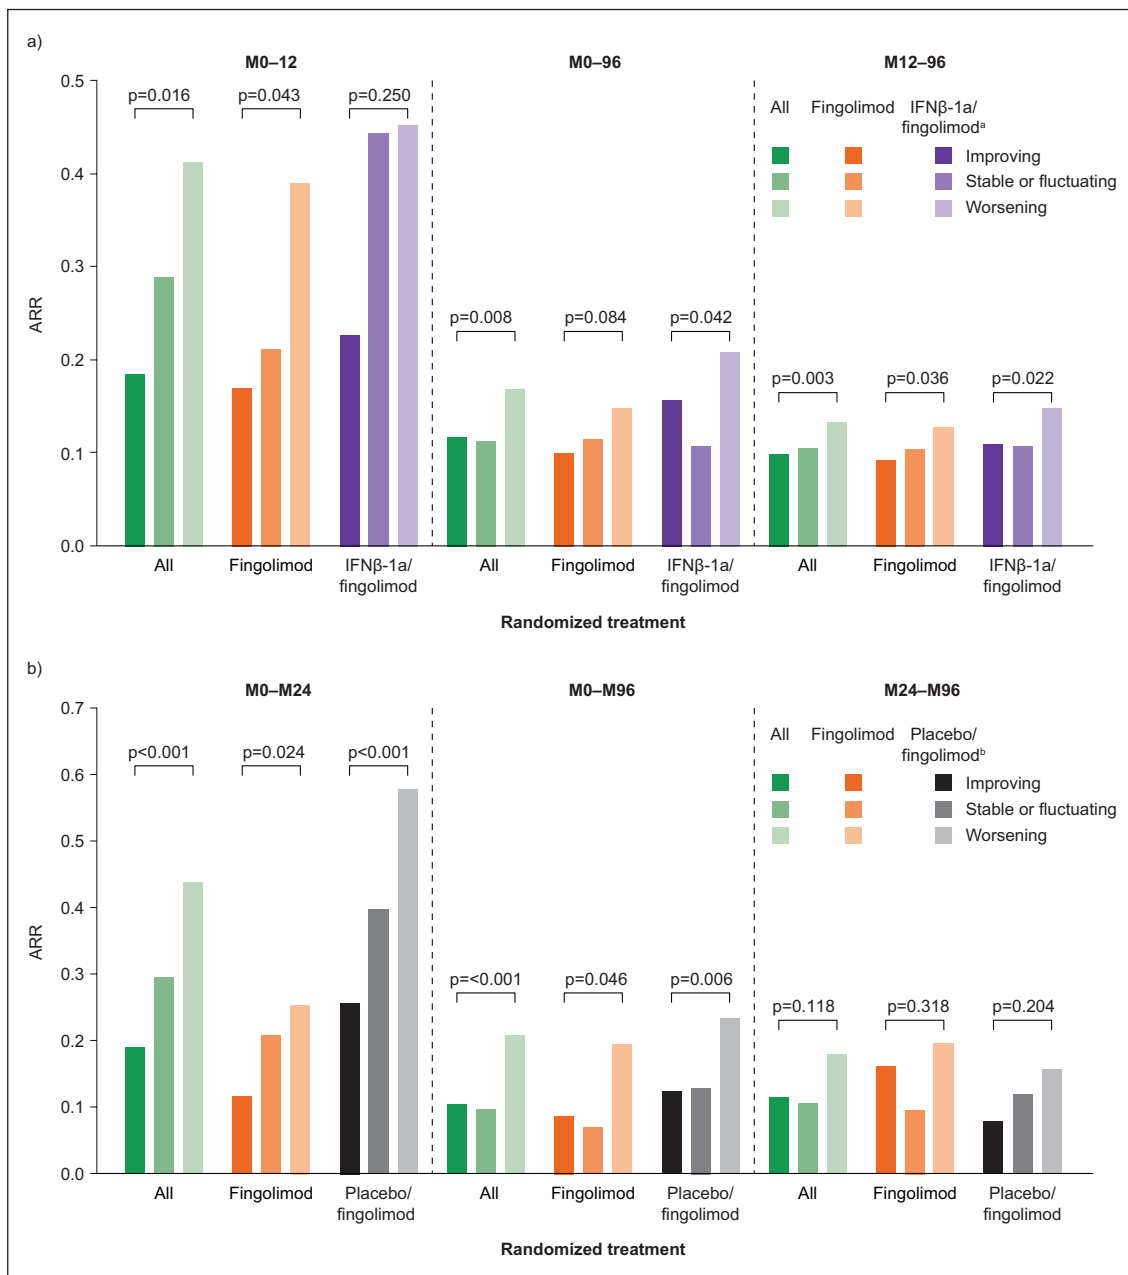 a)
M0–12
M0–96
M12–96
0.5
0.4
0.3
0.2
0.1
0.0
ARR
p=0.016
p=0.043
p=0.250
p=0.008
p=0.084
p=0.042
p=0.003
p=0.036
p=0.022
All
Fingolimod
IFNβ-1a/
fingolimodᵃ
Improving
Stable or fluctuating
Worsening
All
Fingolimod
IFNβ-1a/
fingolimod
All
Fingolimod
IFNβ-1a/
fingolimod
All
Fingolimod
IFNβ-1a/
fingolimod
Randomized treatment
b)
M0–M24
M0–M96
M24–M96
0.7
0.6
0.5
0.4
0.3
0.2
0.1
0.0
ARR
p<0.001
p=0.024
p<0.001
p=<0.001
p=0.046
p=0.006
p=0.118
p=0.318
p=0.204
All
Fingolimod
Placebo/
fingolimodᵇ
Improving
Stable or fluctuating
Worsening
All
Fingolimod
Placebo/
fingolimod
All
Fingolimod
Placebo/
fingolimod
All
Fingolimod
Placebo/
fingolimod
Randomized treatment